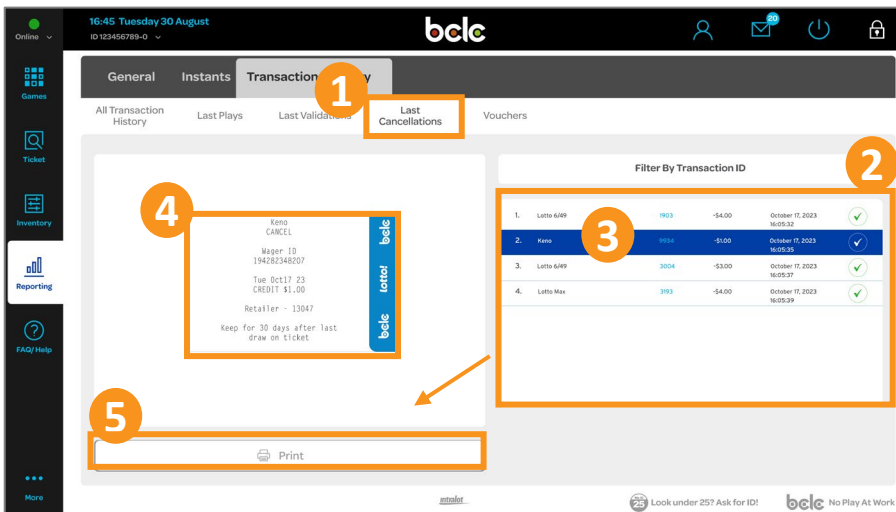 Online
16:45 Tuesday 30 August
ID 123456789-0
bclc
20
Games
Ticket
Inventory
Reporting
FAQ/Help
More
General
Instants
Transaction
1
All Transaction
History
Last Plays
Last Validations
Last
Cancellations
Vouchers
4
Keno
CANCEL
Wager ID
194282348207
Tue Oct17 23
CREDIT $1.00
Retailer - 13047
Keep for 30 days after last
draw on ticket
bclc
Lotto!
bclc
5
Print
Filter By Transaction ID
2
3
1. Lotto 6/49 1903 -$4.00 October 17, 2023
16:05:32
2. Keno 9934 -$1.00 October 17, 2023
16:05:35
3. Lotto 6/49 3004 -$3.00 October 17, 2023
16:05:37
4. Lotto Max 3193 -$4.00 October 17, 2023
16:05:39
intralot
25
Look under 25? Ask for ID!
bclc No Play At Work